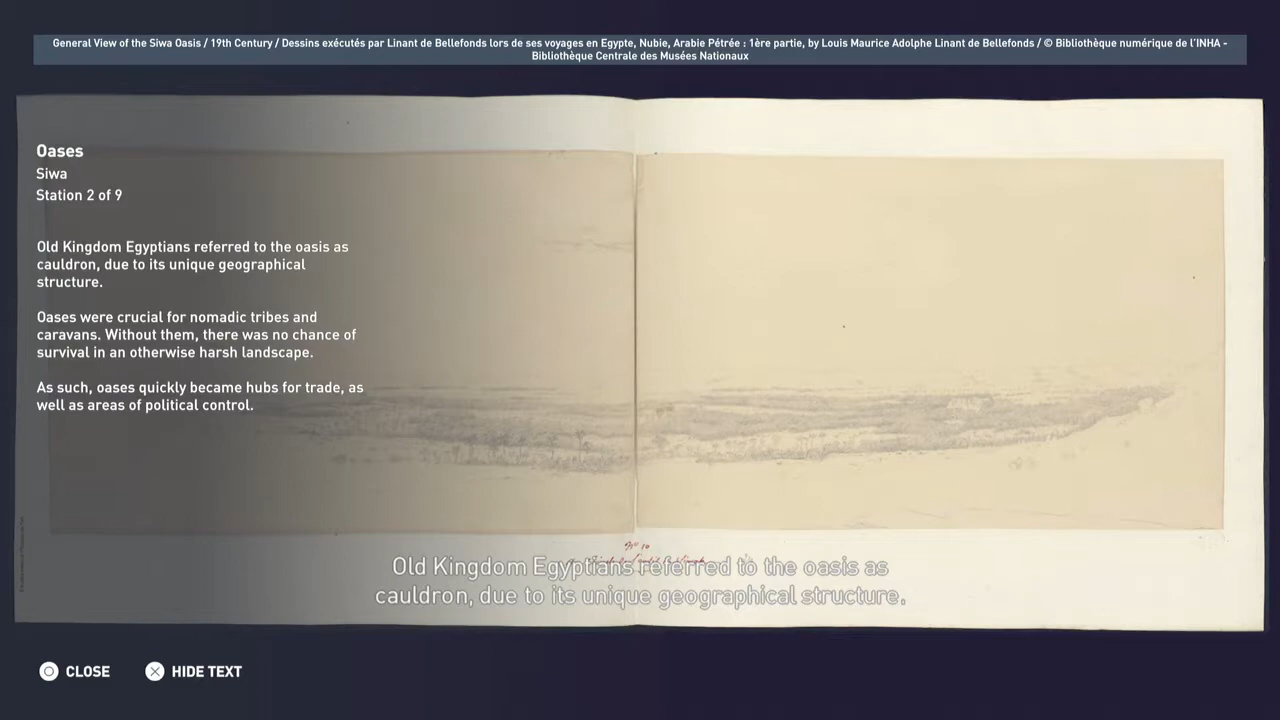 General View of the Siwa Oasis / 19th Century / Dessins exécutés par Linant de Bellefonds lors de ses voyages en Egypte, Nubie, Arabie Pétrée : 1ère partie, by Louis Maurice Adolphe Linant de Bellefonds / © Bibliothèque numérique de l'INHA -
Bibliothèque Centrale des Musées Nationaux
Oases
Siwa
Station 2 of 9
Old Kingdom Egyptians referred to the oasis as
cauldron, due to its unique geographical
structure.
Oases were crucial for nomadic tribes and
caravans. Without them, there was no chance of
survival in an otherwise harsh landscape.
As such, oases quickly became hubs for trade, as
well as areas of political control.
Old Kingdom Egyptians referred to the oasis as
cauldron, due to its unique geographical structure.
CLOSE
HIDE TEXT